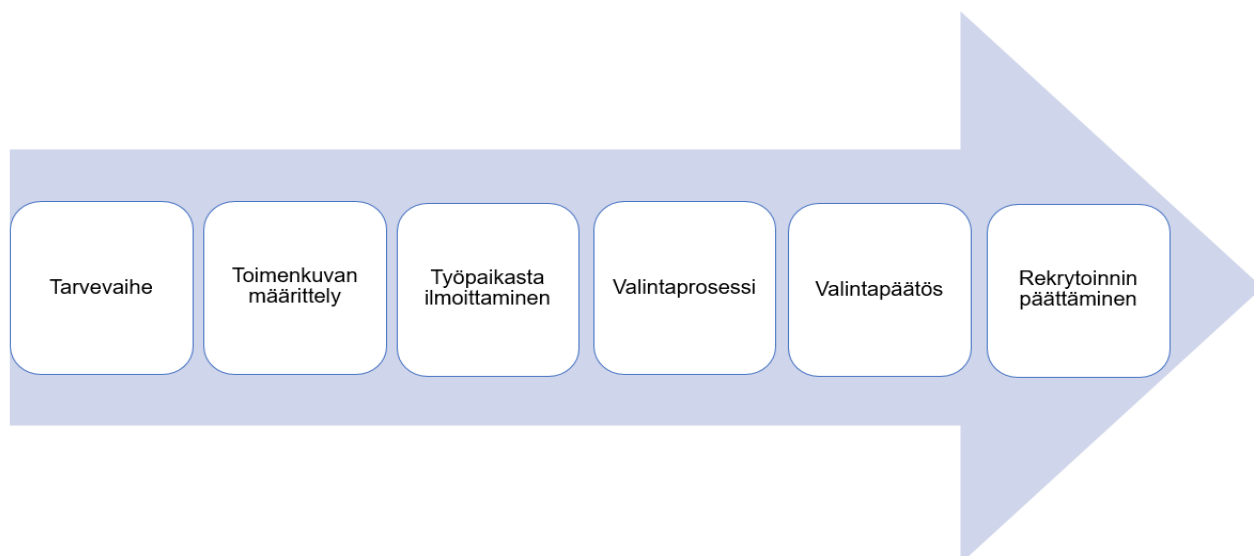 Tarvevaihe
Toimenkuvan
määrittely
Työpaikasta
ilmoittaminen
Valintaprosessi
Valintapäätös
Rekrytoinnin
päättäminen